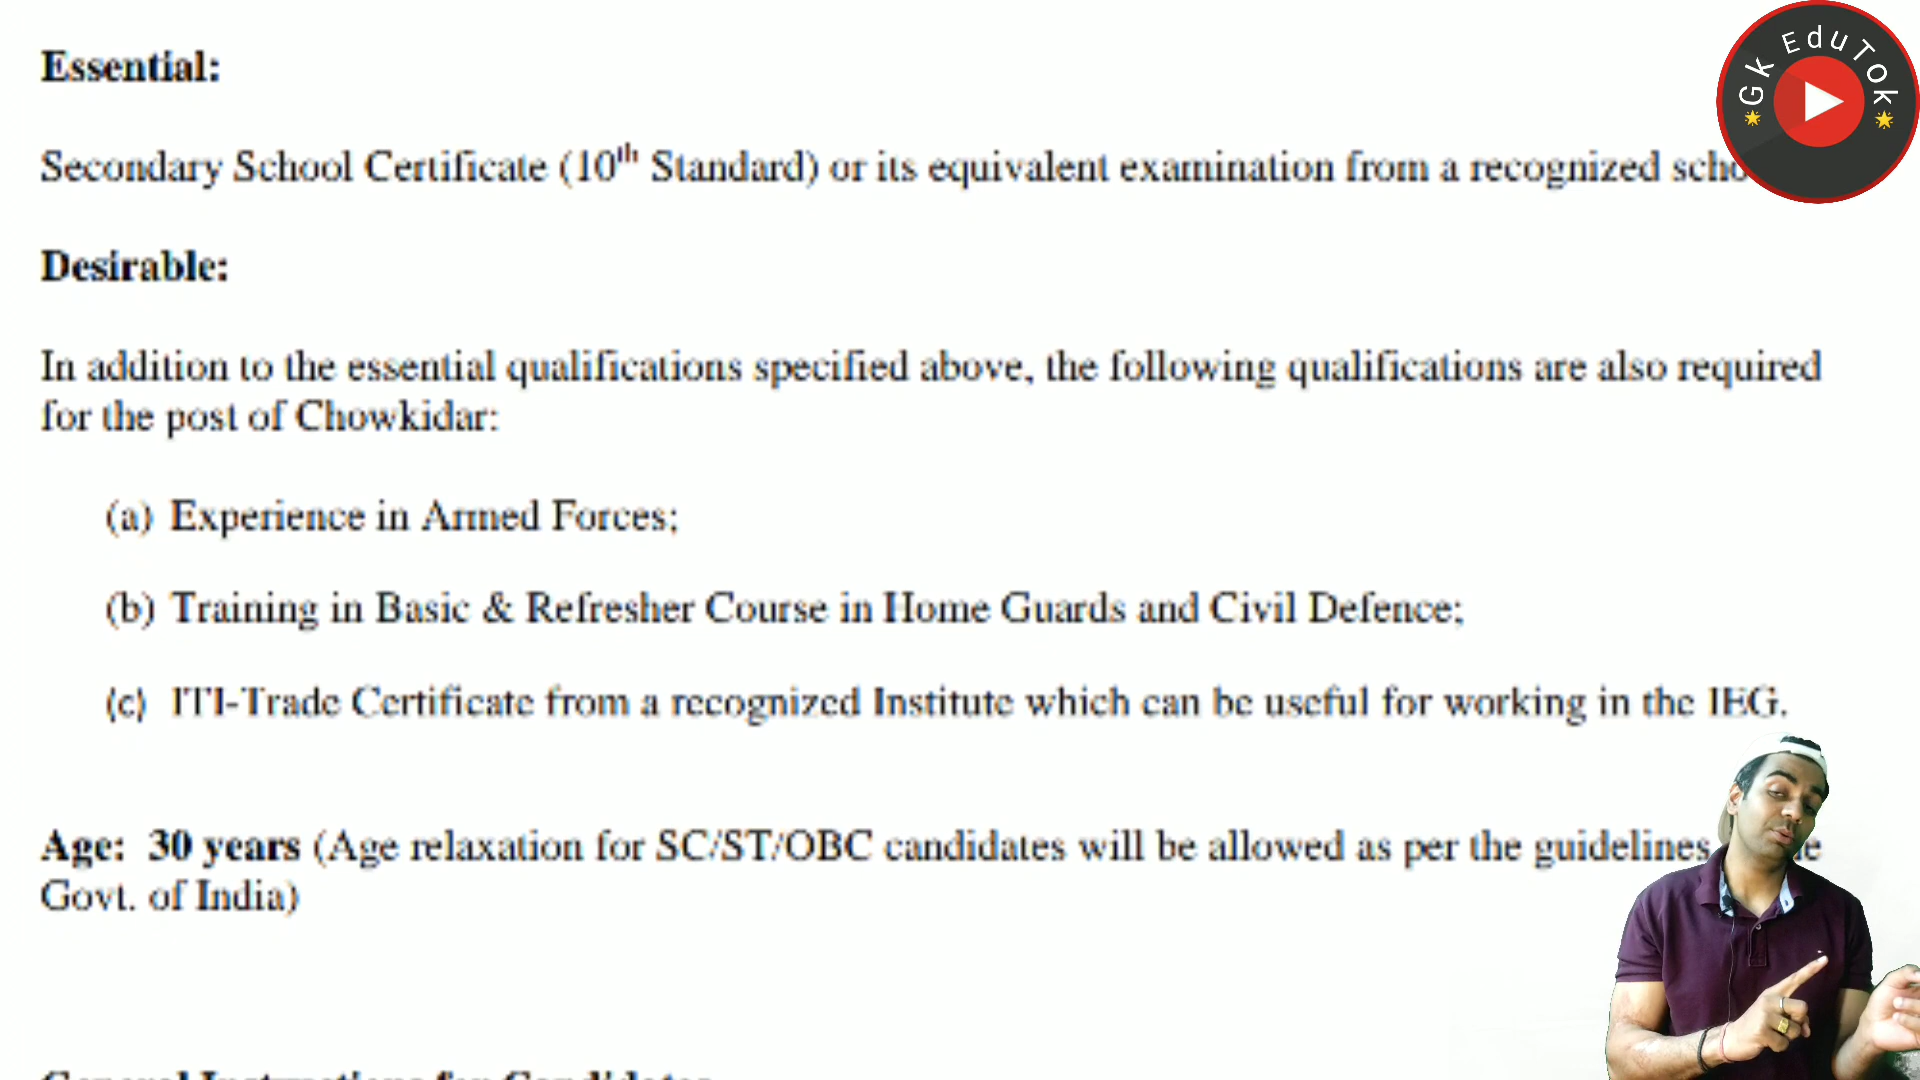 Gk EduTok
Essential:
Secondary School Certificate (10th Standard) or its equivalent examination from a recognized
Desirable:
In addition to the essential qualifications specified above, the following qualifications are also required
for the post of Chowkidar:
(a) Experience in Armed Forces;
(b) Training in Basic & Refresher Course in Home Guards and Civil Defence;
(c) ITI-Trade Certificate from a recognized Institute which can be useful for working in the IEG.
Age: 30 years (Age relaxation for SC/ST/OBC candidates will be allowed as per the guidelines
Govt. of India)
General Instructions for Candidates